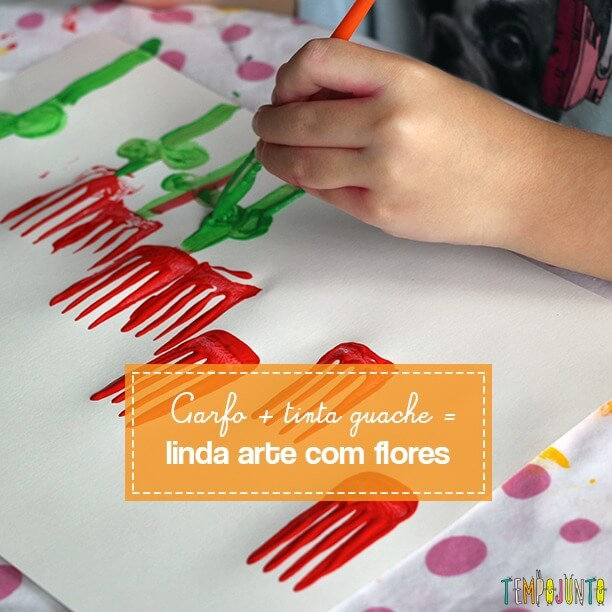 Garfo + tinta guache =
linda arte com flores
TEMPOJUNTO